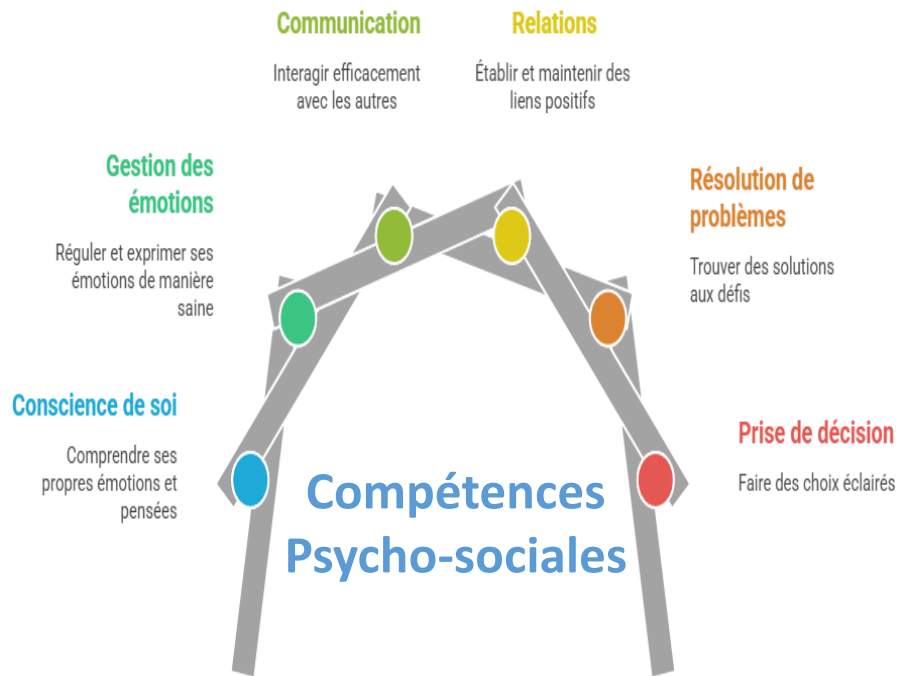 Communication
Interagir efficacement
avec les autres
Relations
Établir et maintenir des
liens positifs
Gestion des
émotions
Réguler et exprimer ses
émotions de manière
saine
Résolution de
problèmes
Trouver des solutions
aux défis
Conscience de soi
Comprendre ses
propres émotions et
pensées
Prise de décision
Faire des choix éclairés
Compétences
Psycho-sociales